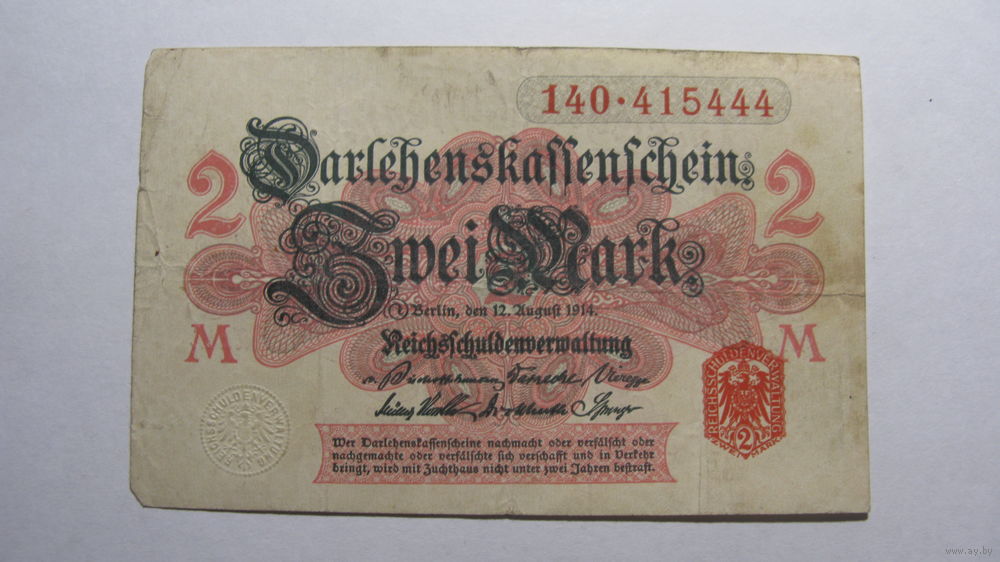 140·415444
Darlehenskassenschein
2 Zwei Mark 2
Berlin, den 12. August 1914.
M Reichsschuldenverwaltung M
REICHSSCHULDENVERWALTUNG
2
ZWEI MARK
REICHSSCHULDENVERWALTUNG
Wer Darlehenskassenscheine nachmacht oder verfälscht oder
nachgemachte oder verfälschte sich verschafft und in Verkehr
bringt, wird mit Zuchthaus nicht unter zwei Jahren bestraft.
www.ay.by